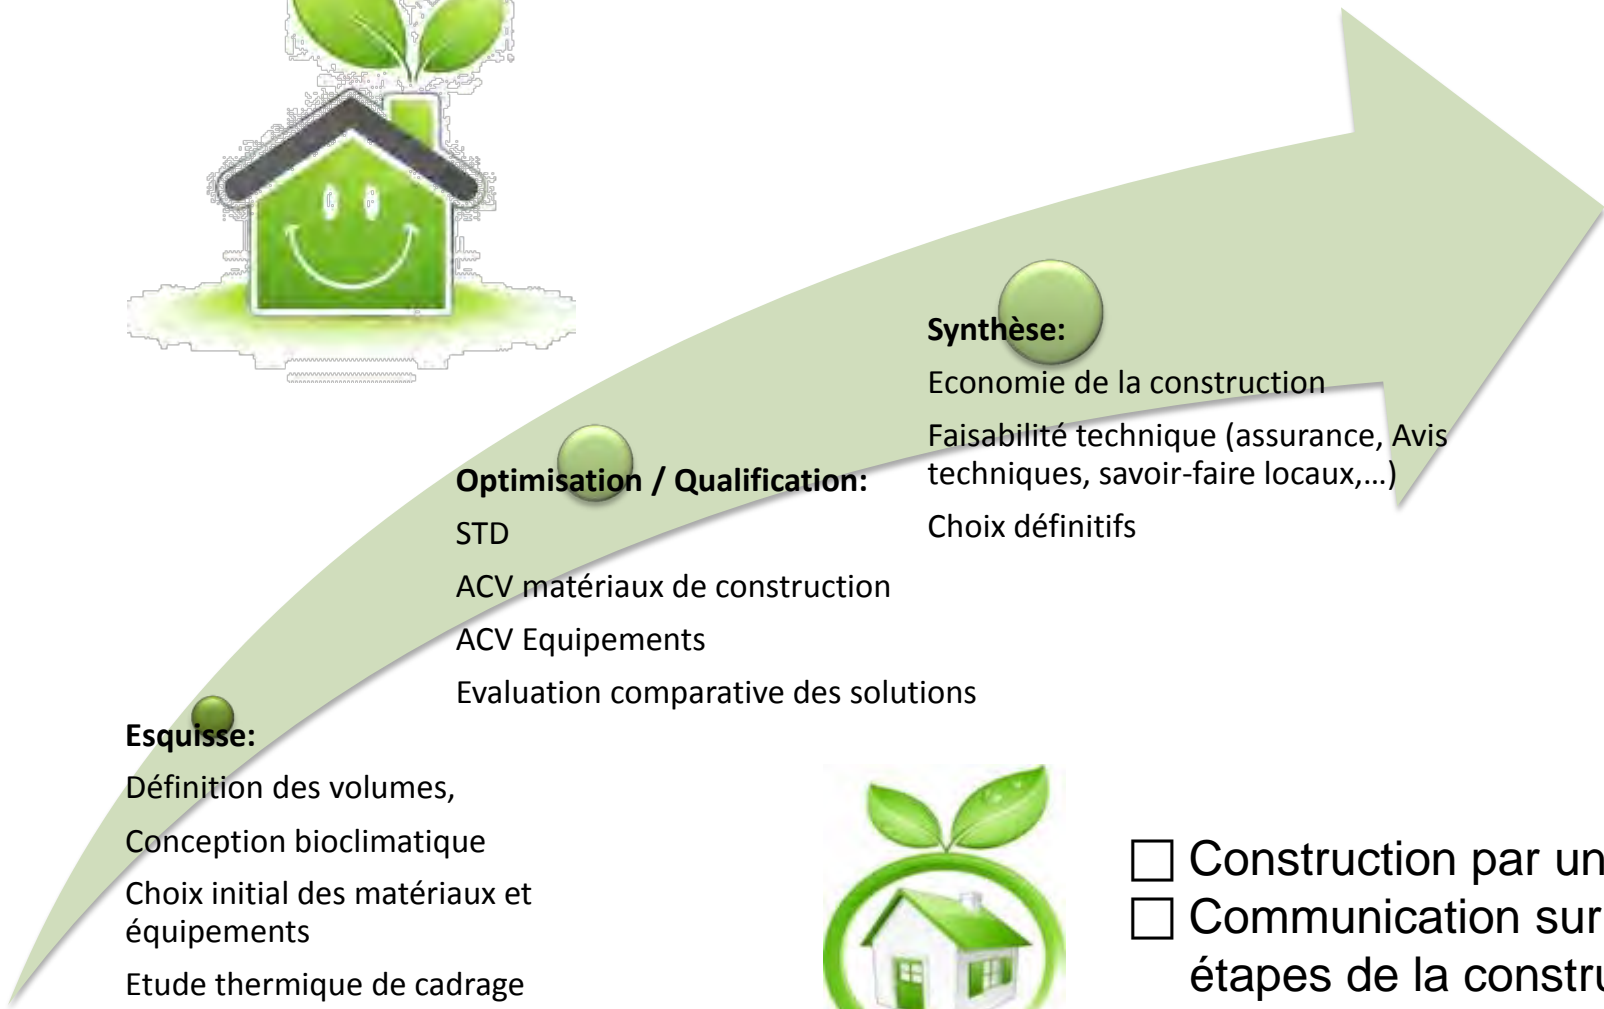 Synthèse:
Economie de la construction
Faisabilité technique (assurance, Avis
techniques, savoir-faire locaux,...)
Choix définitifs
Optimisation / Qualification:
STD
ACV matériaux de construction
ACV Equipements
Evaluation comparative des solutions
Esquisse:
Définition des volumes,
Conception bioclimatique
Choix initial des matériaux et
équipements
Etude thermique de cadrage
Construction par un
Communication sur
étapes de la constru